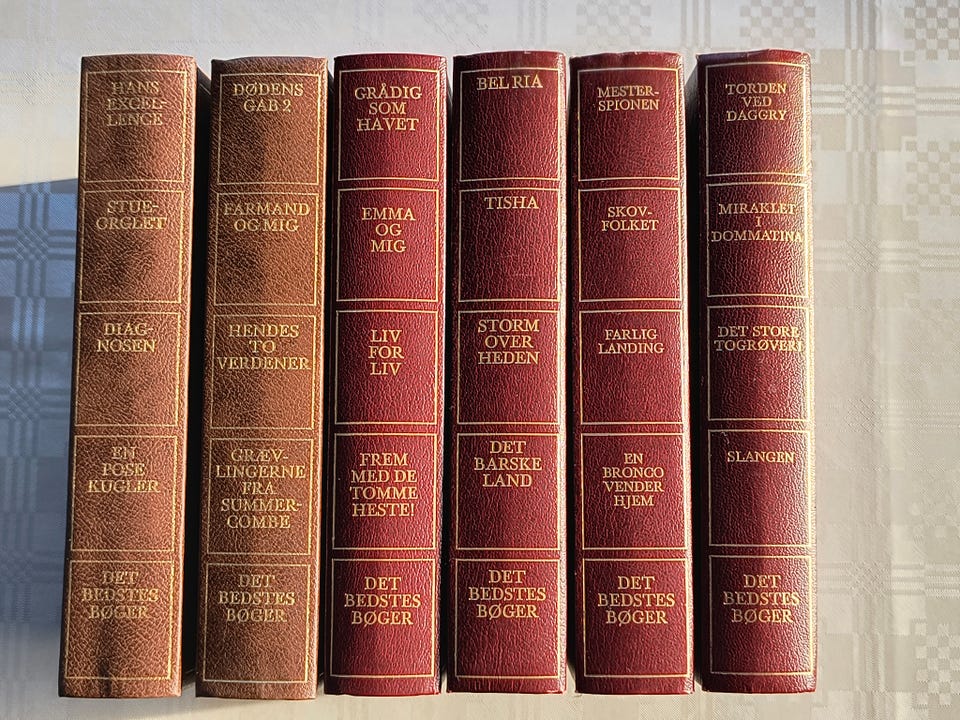 HANS
EXCEL-
LENCE
STUE-
ORGLET
DIAG-
NOSEN
EN
POSE
KUGLER
DET
BEDSTES
BØGER
DØDENS
GAB 2
FARMAND
OG MIG
HENDES
TO
VERDENER
GRÆV-
LINGERNE
FRA
SUMMER-
COMBE
DET
BEDSTES
BØGER
GRÅDIG
SOM
HAVET
EMMA
OG
MIG
LIV
FOR
LIV
FREM
MED DE
TOMME
HESTE!
DET
BEDSTES
BØGER
BEL RIA
TISHA
STORM
OVER
HEDEN
DET
BARSKE
LAND
DET
BEDSTES
BØGER
MESTER-
SPIONEN
SKOV-
FOLKET
FARLIG
LANDING
EN
BRONCO
VENDER
HJEM
DET
BEDSTES
BØGER
TORDEN
VED
DAGGRY
MIRAKLET
I
DOMMATINA
DET STORE
TOGRØVERI
SLANGEN
DET
BEDSTES
BØGER